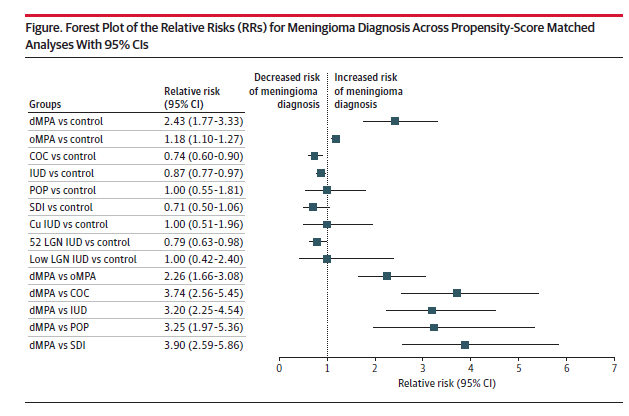 Figure. Forest Plot of the Relative Risks (RRs) for Meningioma Diagnosis Across Propensity-Score Matched
Analyses With 95% CIs
Decreased risk of meningioma diagnosis
Increased risk of meningioma diagnosis
Groups Relative risk (95% CI)
dMPA vs control 2.43 (1.77-3.33)
oMPA vs control 1.18 (1.10-1.27)
COC vs control 0.74 (0.60-0.90)
IUD vs control 0.87 (0.77-0.97)
POP vs control 1.00 (0.55-1.81)
SDI vs control 0.71 (0.50-1.06)
Cu IUD vs control 1.00 (0.51-1.96)
52 LGN IUD vs control 0.79 (0.63-0.98)
Low LGN IUD vs control 1.00 (0.42-2.40)
dMPA vs oMPA 2.26 (1.66-3.08)
dMPA vs COC 3.74 (2.56-5.45)
dMPA vs IUD 3.20 (2.25-4.54)
dMPA vs POP 3.25 (1.97-5.36)
dMPA vs SDI 3.90 (2.59-5.86)
0 1 2 3 4 5 6 7
Relative risk (95% CI)